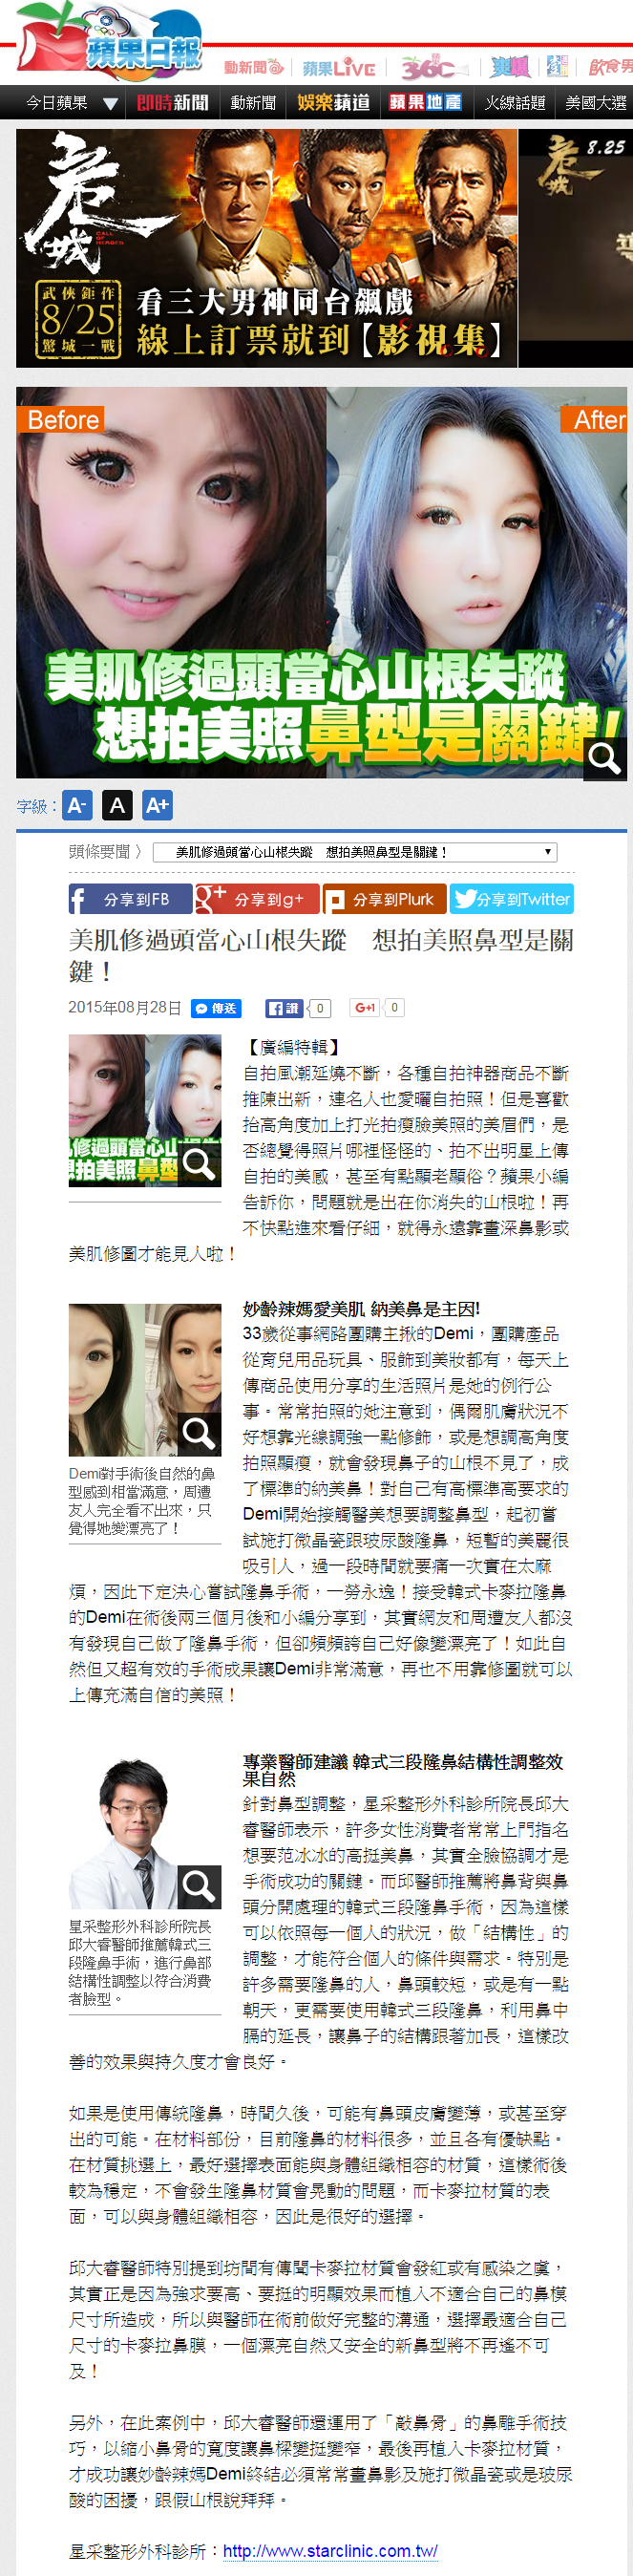 蘋果日報
動新聞
蘋果LIVE
360
飲食男
今日蘋果 ▼ 即時新聞 動新聞 娛樂蘋道 蘋果地產 火線話題 美國大選
危城
CALL OF HEROES
武俠鉅作
8/25
驚城一戰
看三大男神同台飆戲
線上訂票就到【影視集】
危城 8.25
Before
After
美肌修過頭當心山根失蹤
想拍美照鼻型是關鍵!
字級: A- A A+
頭條要聞 〉 美肌修過頭當心山根失蹤 想拍美照鼻型是關鍵! ▼
分享到FB 分享到g+ 分享到Plurk 分享到Twitter
美肌修過頭當心山根失蹤 想拍美照鼻型是關
鍵!
2015年08月28日 傳送 讚 0 G+1 0
【廣編特輯】
自拍風潮延燒不斷,各種自拍神器商品不斷
推陳出新,連名人也愛曬自拍照!但是喜歡
抬高角度加上打光拍瘦臉美照的美眉們,是
否總覺得照片哪裡怪怪的、拍不出明星上傳
自拍的美感,甚至有點顯老顯俗?蘋果小編
告訴你,問題就是出在你消失的山根啦!再
不快點進來看仔細,就得永遠靠畫深鼻影或
美肌修圖才能見人啦!
妙齡辣媽愛美肌 納美鼻是主因!
33歲從事網路團購主揪的Demi,團購產品
從育兒用品玩具、服飾到美妝都有,每天上
傳商品使用分享的生活照片是她的例行公
事。常常拍照的她注意到,偶爾肌膚狀況不
好想靠光線調強一點修飾,或是想調高角度
拍照顯瘦,就會發現鼻子的山根不見了,成
了標準的納美鼻!對自己有高標準高要求的
Demi開始接觸醫美想要調整鼻型,起初嘗
試施打微晶瓷跟玻尿酸隆鼻,短暫的美麗很
吸引人,過一段時間就要痛一次實在太麻
煩,因此下定決心嘗試隆鼻手術,一勞永逸!接受韓式卡麥拉隆鼻
的Demi在術後兩三個月後和小編分享到,其實網友和周遭友人都沒
有發現自己做了隆鼻手術,但卻頻頻誇自己好像變漂亮了!如此自
然但又超有效的手術成果讓Demi非常滿意,再也不用靠修圖就可以
上傳充滿自信的美照!
Demi對手術後自然的鼻
型感到相當滿意,周遭
友人完全看不出來,只
覺得她變漂亮了!
專業醫師建議 韓式三段隆鼻結構性調整效
果自然
針對鼻型調整,星采整形外科診所院長邱大
睿醫師表示,許多女性消費者常常上門指名
想要范冰冰的高挺美鼻,其實全臉協調才是
手術成功的關鍵。而邱醫師推薦將鼻背與鼻
頭分開處理的韓式三段隆鼻手術,因為這樣
可以依照每一個人的狀況,做「結構性」的
調整,才能符合個人的條件與需求。特別是
許多需要隆鼻的人,鼻頭較短,或是有一點
朝天,更需要使用韓式三段隆鼻,利用鼻中
膈的延長,讓鼻子的結構跟著加長,這樣改
善的效果與持久度才會良好。
星采整形外科診所院長
邱大睿醫師推薦韓式三
段隆鼻手術,進行鼻部
結構性調整以符合消費
者臉型。
如果是使用傳統隆鼻,時間久後,可能有鼻頭皮膚變薄,或甚至穿
出的可能。在材料部份,目前隆鼻的材料很多,並且各有優缺點。
在材質挑選上,最好選擇表面能與身體組織相容的材質,這樣術後
較為穩定,不會發生隆鼻材質會晃動的問題,而卡麥拉材質的表
面,可以與身體組織相容,因此是很好的選擇。
邱大睿醫師特別提到坊間有傳聞卡麥拉材質會發紅或有感染之虞,
其實正是因為強求要高、要挺的明顯效果而植入不適合自己的鼻模
尺寸所造成,所以與醫師在術前做好完整的溝通,選擇最適合自己
尺寸的卡麥拉鼻膜,一個漂亮自然又安全的新鼻型將不再遙不可
及!
另外,在此案例中,邱大睿醫師還運用了「敲鼻骨」的鼻雕手術技
巧,以縮小鼻骨的寬度讓鼻樑變挺變窄,最後再植入卡麥拉材質,
才成功讓妙齡辣媽Demi終結必須常常畫鼻影及施打微晶瓷或是玻尿
酸的困擾,跟假山根說拜拜。
星采整形外科診所:http://www.starclinic.com.tw/